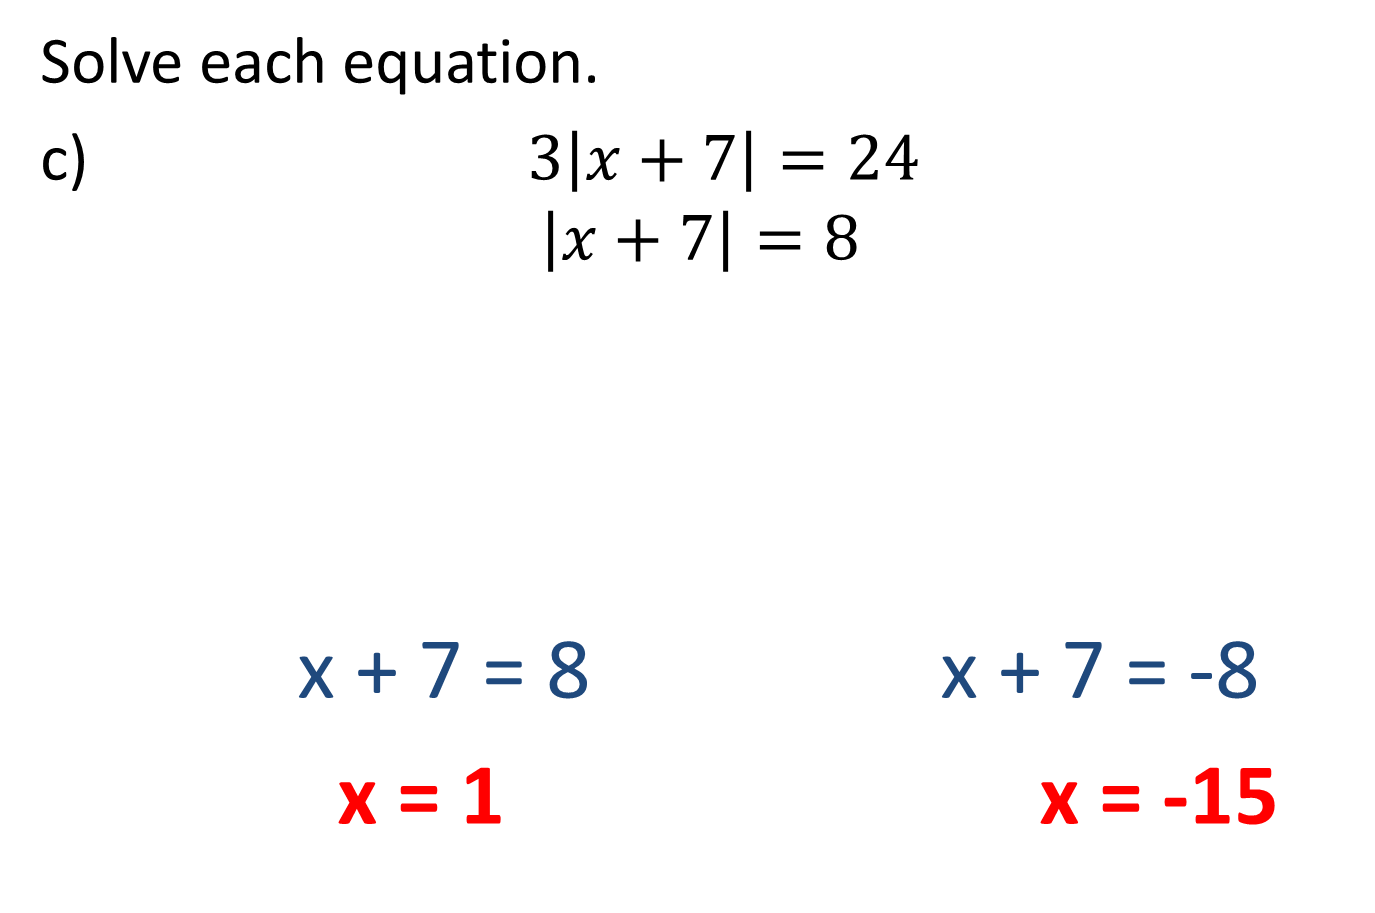 Solve each equation.
c) 3|x + 7| = 24
|x + 7| = 8
x + 7 = 8 x + 7 = -8
x = 1 x = -15